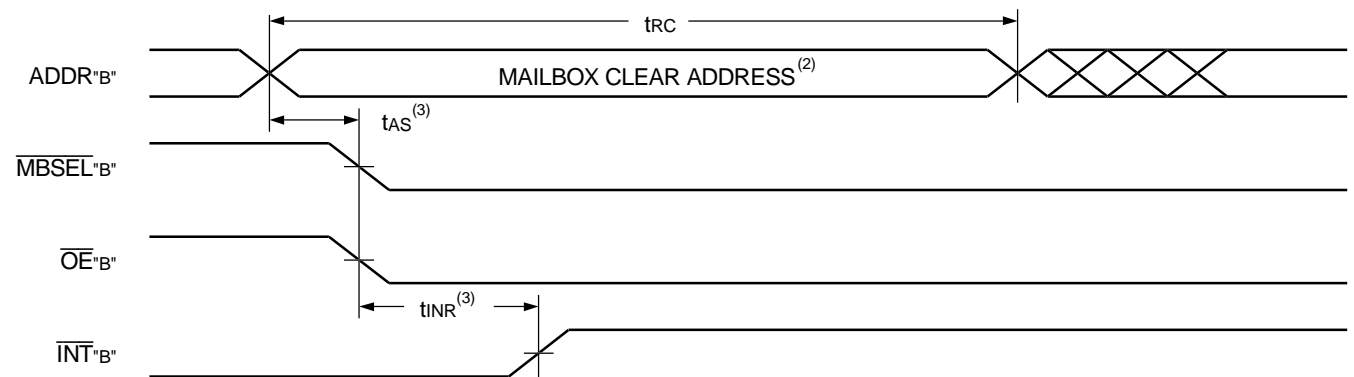 tRC
ADDR"B"
MAILBOX CLEAR ADDRESS(2)
tAS(3)
MBSEL"B"
OE"B"
tINR(3)
INT"B"